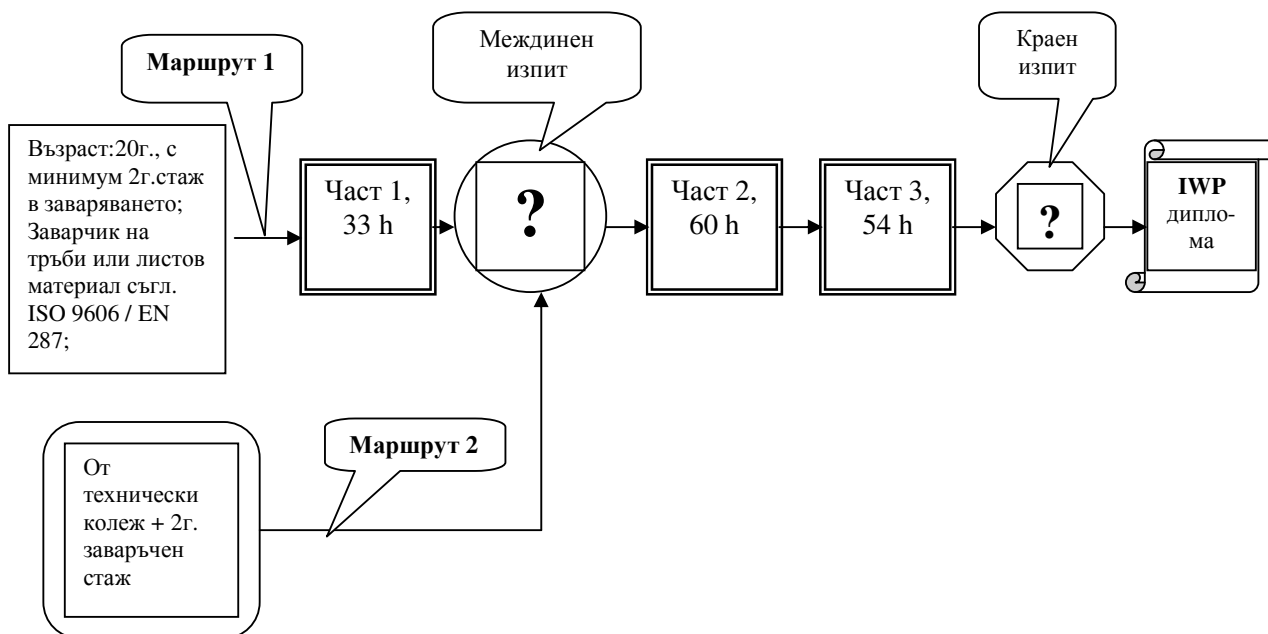 Маршрут 1
Междинен
изпит
Краен
изпит
Възраст:20г., с
минимум 2г.стаж
в заваряването;
Заварчик на
тръби или листов
материал съгл.
ISO 9606 / EN
287;
Част 1,
33 h
?
Част 2,
60 h
Част 3,
54 h
?
IWP
дипло-
ма
Маршрут 2
От
технически
колеж + 2г.
заваръчен
стаж